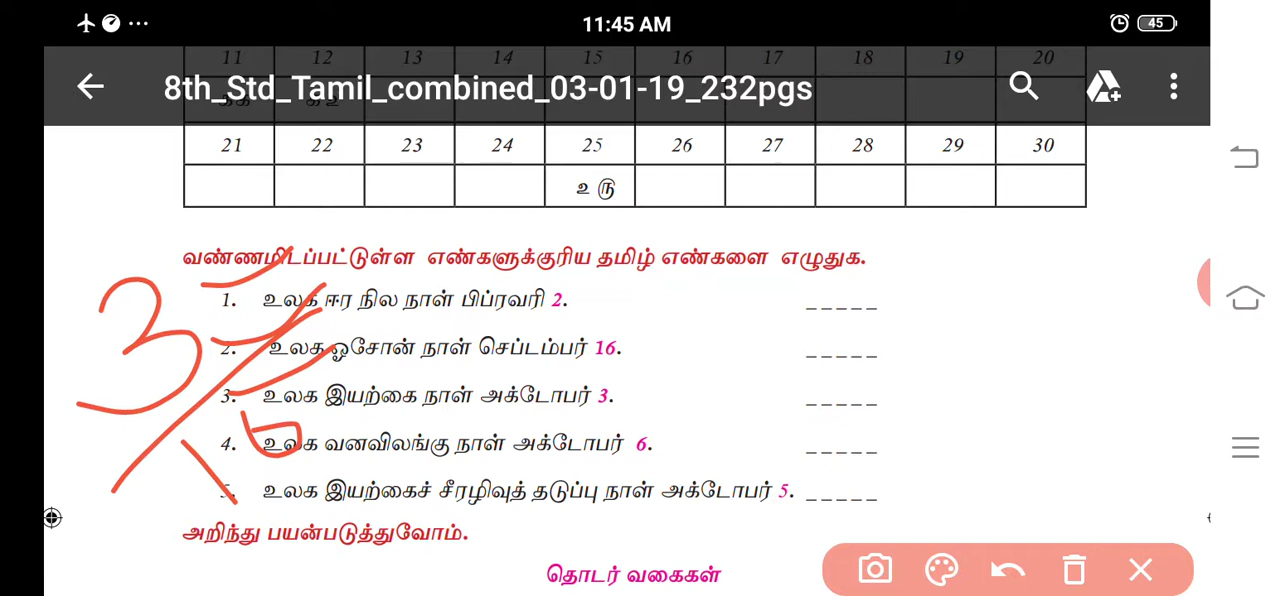 11:45 AM
45
11 12 13 14 15 16 17 18 19 20
8th_Std_Tamil_combined_03-01-19_232pgs
௧௧ ௧௨
21 22 23 24 25 26 27 28 29 30
௨௫
வண்ணமிடப்பட்டுள்ள எண்களுக்குரிய தமிழ் எண்களை எழுதுக.
1. உலக ஈர நில நாள் பிப்ரவரி 2. _ _ _ _ _
2. உலக ஓசோன் நாள் செப்டம்பர் 16. _ _ _ _ _
3. உலக இயற்கை நாள் அக்டோபர் 3. _ _ _ _ _
4. உலக வனவிலங்கு நாள் அக்டோபர் 6. _ _ _ _ _
5. உலக இயற்கைச் சீரழிவுத் தடுப்பு நாள் அக்டோபர் 5. _ _ _ _ _
அறிந்து பயன்படுத்துவோம்.
தொடர் வகைகள்